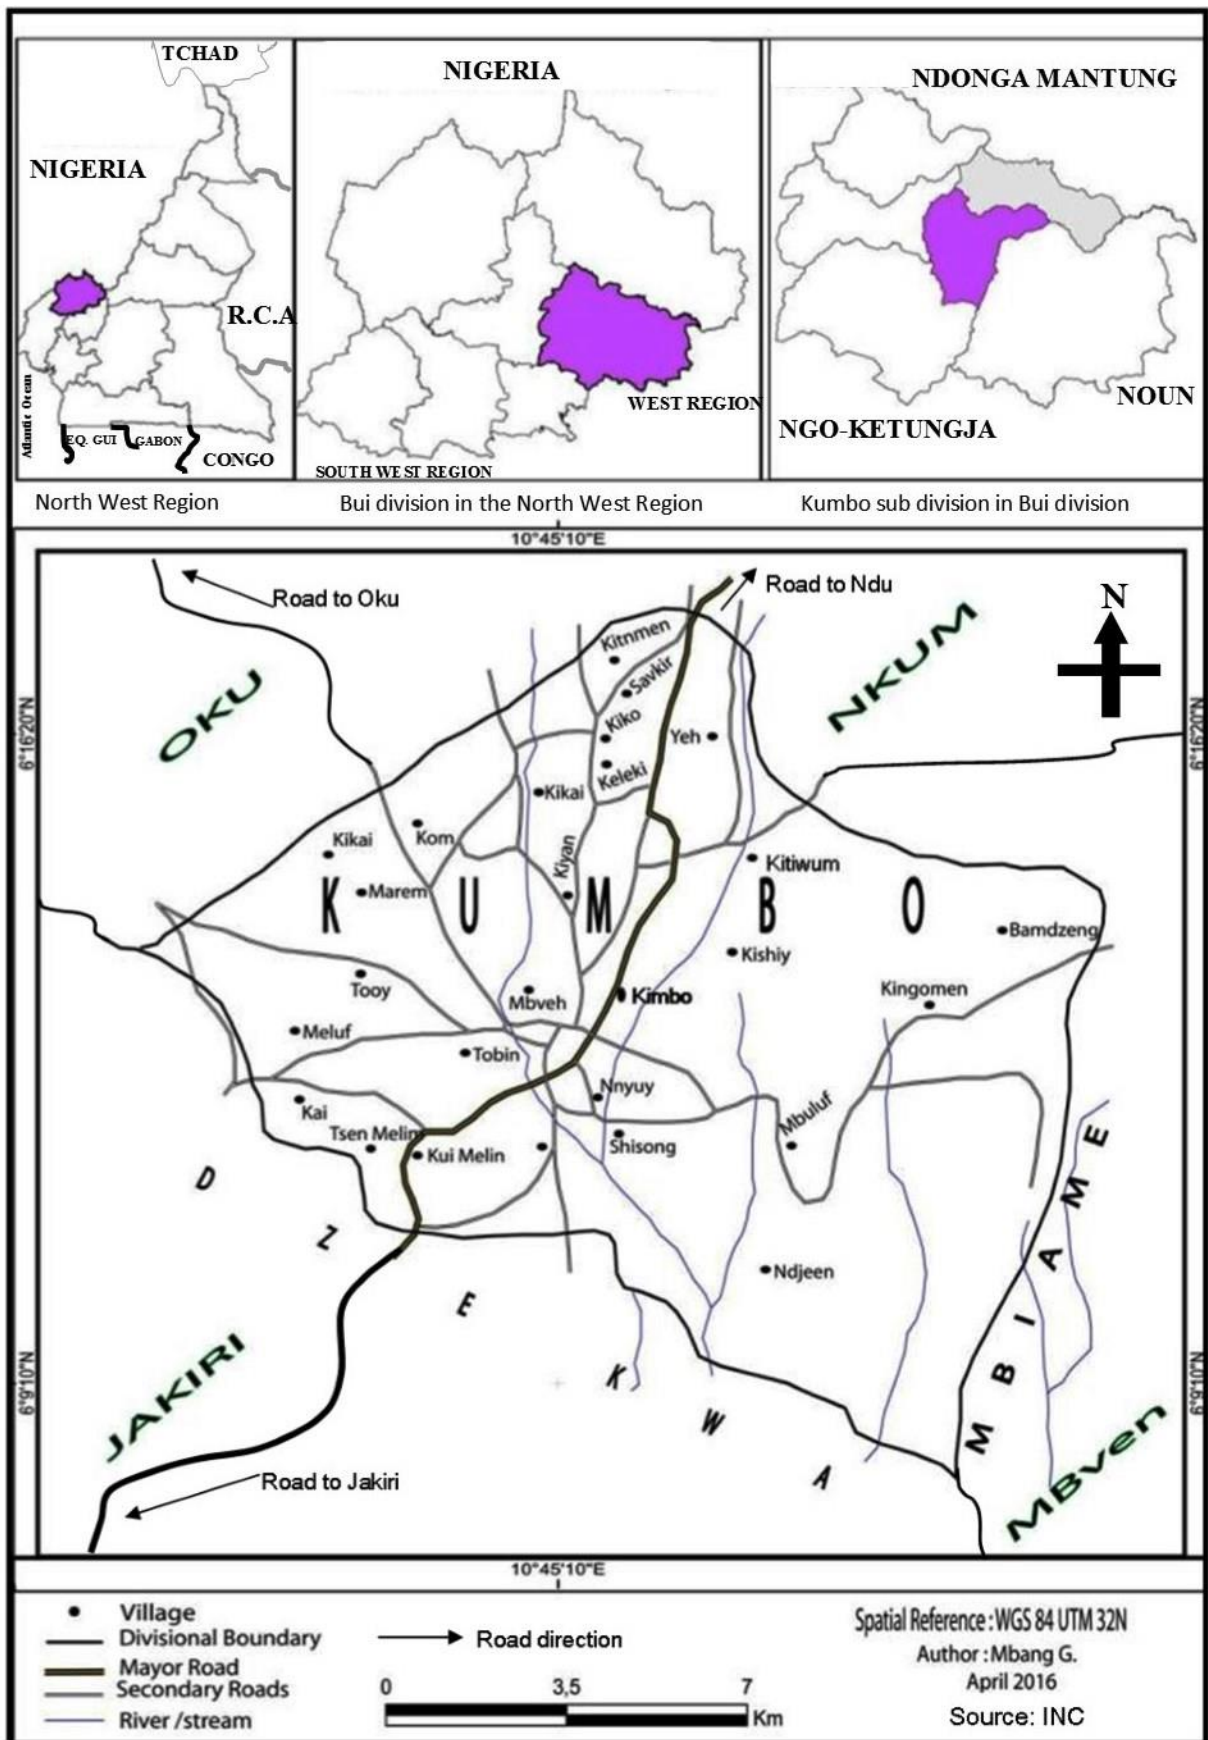 TCHAD
NIGERIA
R.C.A
Atlantic Ocean
EQ. GUI
GABON
CONGO
NIGERIA
WEST REGION
SOUTH WEST REGION
NDONGA MANTUNG
NOUN
NGO-KETUNGJA
North West Region
Bui division in the North West Region
Kumbo sub division in Bui division
10°45'10"E
Road to Oku
Road to Ndu
N
OKU
NKUM
6°16'20"N
6°16'20"N
Kitnmen
Savkir
Kiko
Yeh
Keleki
Kikai
Kom
Kikai
Kiyan
Kitiwum
Marem
K U M B O
Bamdzeng
Kishiy
Tooy
Mbveh
Kimbo
Kingomen
Meluf
Tobin
Nnyuy
Kai
Mbuluf
Tsen Melim
Kui Melin
Shisong
Ndjeen
D Z E K W A
M B I A M E
JAKIRI
MBven
6°9'10"N
6°9'10"N
Road to Jakiri
10°45'10"E
Village
Divisional Boundary
Mayor Road
Secondary Roads
River /stream
Road direction
0 3,5 7
Km
Spatial Reference : WGS 84 UTM 32N
Author : Mbang G.
April 2016
Source: INC